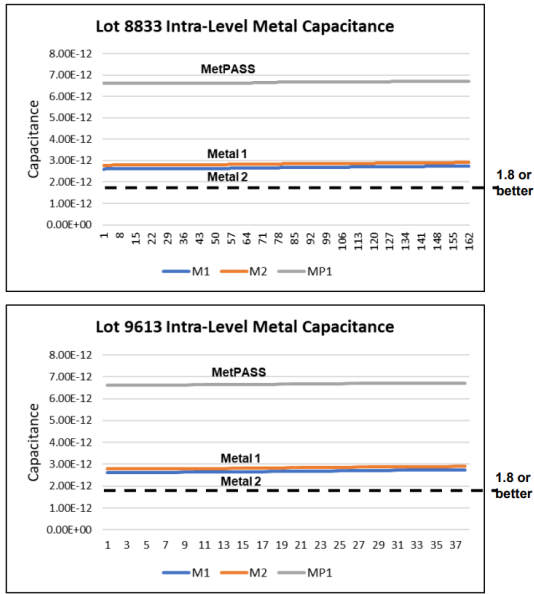 Lot 8833 Intra-Level Metal Capacitance
8.00E-12
7.00E-12
6.00E-12
5.00E-12
4.00E-12
3.00E-12
2.00E-12
1.00E-12
0.00E+00
Capacitance
MetPASS
Metal 1
Metal 2
1.8 or
better
1 8 15 22 29 36 43 50 57 64 71 78 85 92 99 106 113 120 127 134 141 148 155 162
M1 M2 MP1
Lot 9613 Intra-Level Metal Capacitance
8.00E-12
7.00E-12
6.00E-12
5.00E-12
4.00E-12
3.00E-12
2.00E-12
1.00E-12
0.00E+00
Capacitance
MetPASS
Metal 1
Metal 2
1.8 or
better
1 3 5 7 9 11 13 15 17 19 21 23 25 27 29 31 33 35 37
M1 M2 MP1